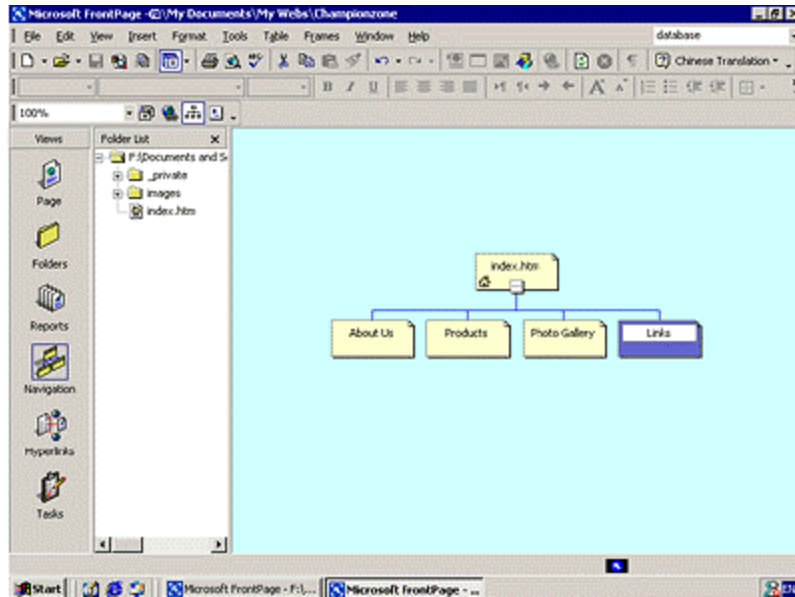 Microsoft FrontPage - G:\My Documents\My Webs\Championzone
File Edit View Insert Format Tools Table Frames Window Help
database
Chinese Translation
B I U
100%
Views
Folder List
F:\Documents and S
_private
images
index.htm
Page
Folders
Reports
Navigation
Hyperlinks
Tasks
index.htm
About Us
Products
Photo Gallery
Links
Start
Microsoft FrontPage - F:\...
Microsoft FrontPage - ...
EN